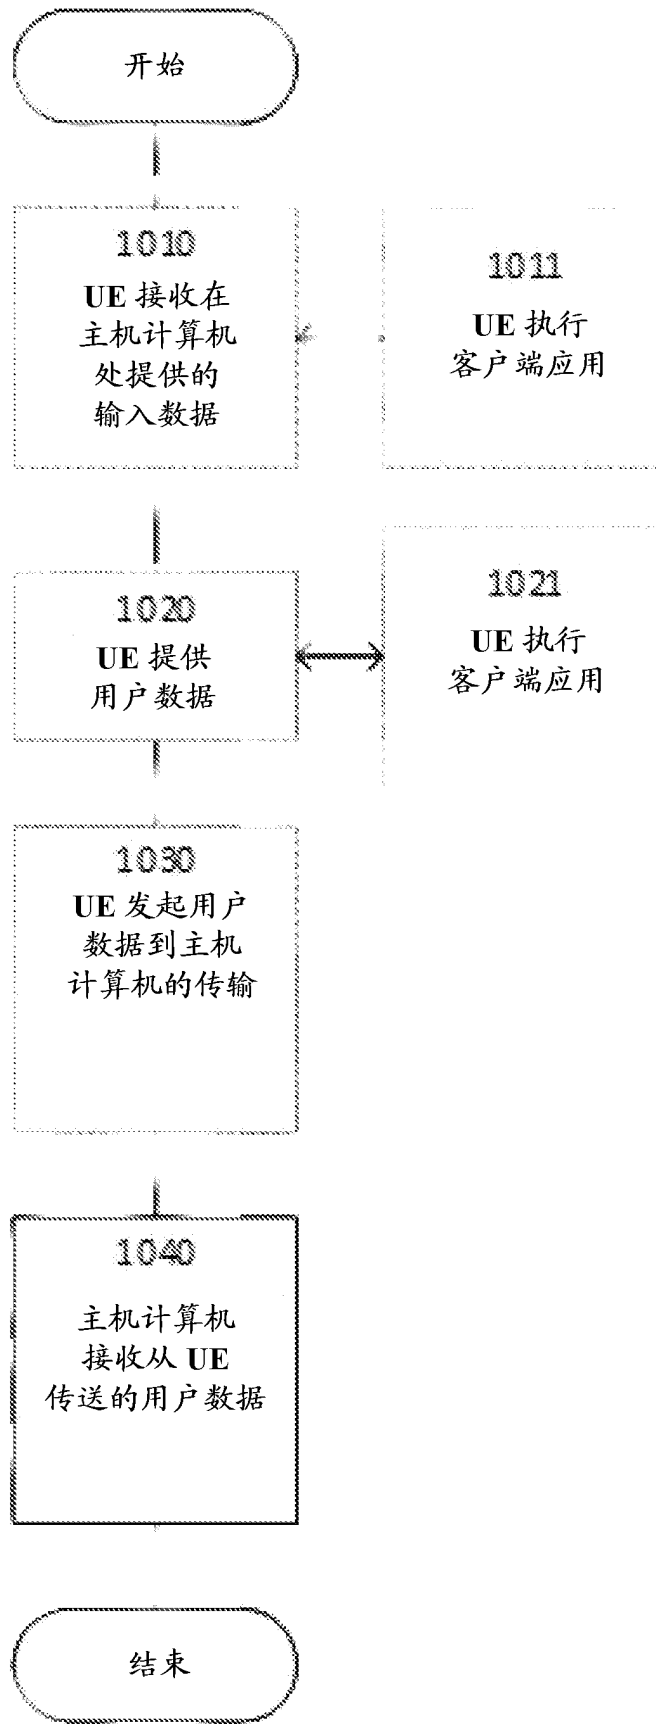 开始
1010
UE 接收在
主机计算机
处提供的
输入数据
1011
UE 执行
客户端应用
1020
UE 提供
用户数据
1021
UE 执行
客户端应用
1030
UE 发起用户
数据到主机
计算机的传输
1040
主机计算机
接收从 UE
传送的用户数据
结束